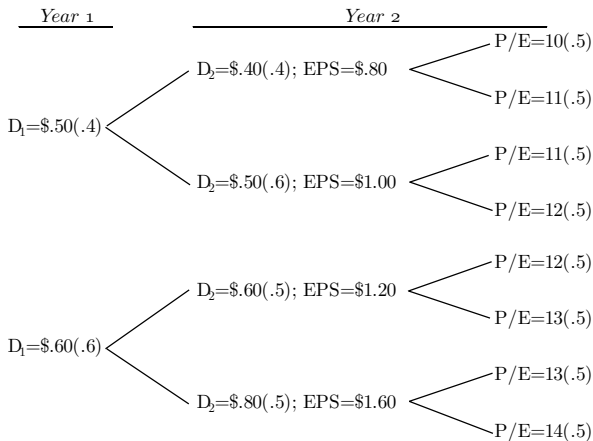 Year 1
Year 2
P/E=10(.5)
D₂=$.40(.4); EPS=$.80
P/E=11(.5)
D₁=$.50(.4)
P/E=11(.5)
D₂=$.50(.6); EPS=$1.00
P/E=12(.5)
P/E=12(.5)
D₂=$.60(.5); EPS=$1.20
P/E=13(.5)
D₁=$.60(.6)
P/E=13(.5)
D₂=$.80(.5); EPS=$1.60
P/E=14(.5)